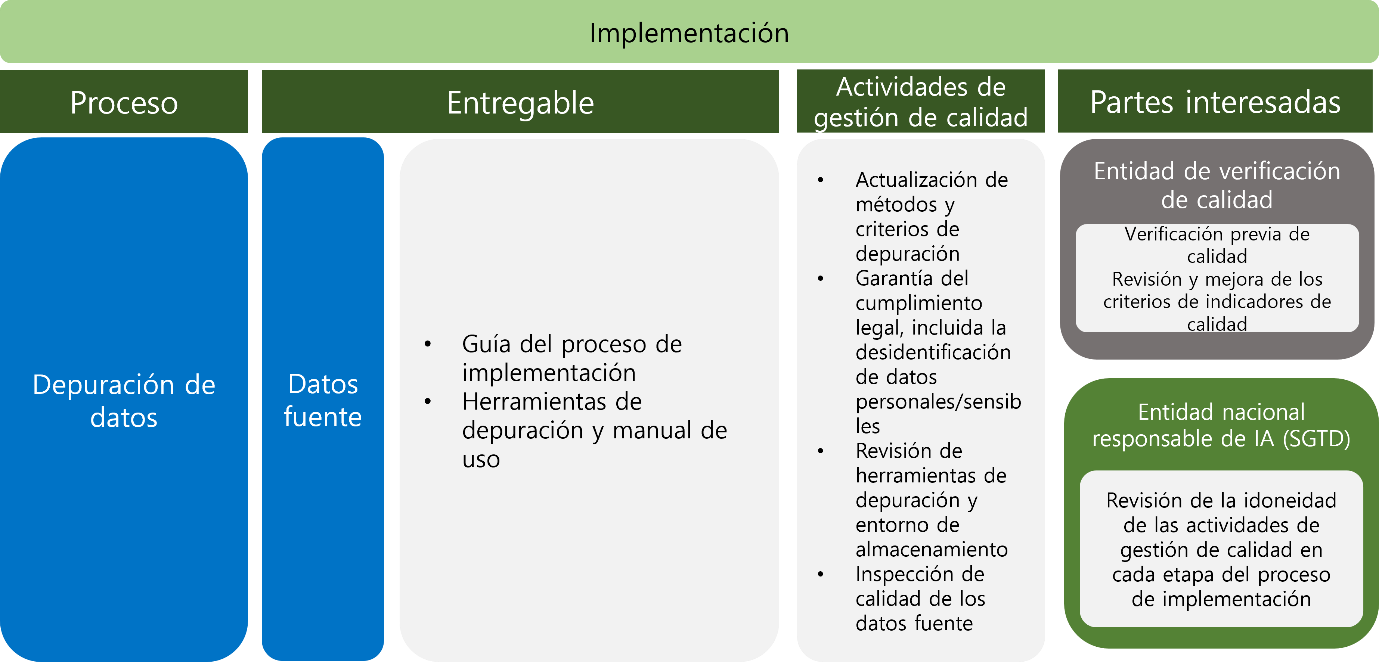 Implementación
Proceso
Entregable
Actividades de
gestión de calidad
Partes interesadas
Depuración de
datos
Datos
fuente
• Guía del proceso de
implementación
• Herramientas de
depuración y manual de
uso
• Actualización de
métodos y
criterios de
depuración
• Garantía del
cumplimiento
legal, incluida la
desidentificación
de datos
personales/sensib
les
• Revisión de
herramientas de
depuración y
entorno de
almacenamiento
• Inspección de
calidad de los
datos fuente
Entidad de verificación
de calidad
Verificación previa de
calidad
Revisión y mejora de los
criterios de indicadores de
calidad
Entidad nacional
responsable de IA (SGTD)
Revisión de la idoneidad
de las actividades de
gestión de calidad en
cada etapa del proceso
de implementación